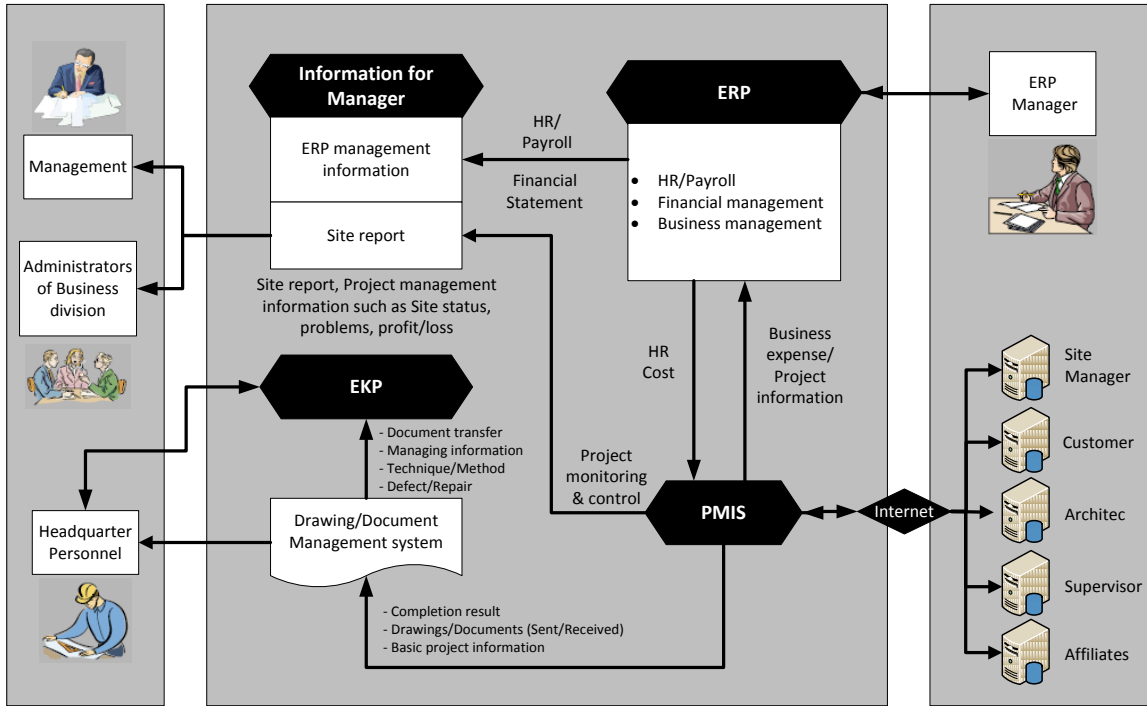 Management
Administrators
of Business
division
Headquarter
Personnel
Information for
Manager
ERP management
information
Site report
Site report, Project management
information such as Site status,
problems, profit/loss
HR/
Payroll
Financial
Statement
ERP
• HR/Payroll
• Financial management
• Business management
HR
Cost
Business
expense/
Project
information
EKP
- Document transfer
- Managing information
- Technique/Method
- Defect/Repair
Drawing/Document
Management system
- Completion result
- Drawings/Documents (Sent/Received)
- Basic project information
Project
monitoring
& control
PMIS
Internet
ERP
Manager
Site
Manager
Customer
Architec
Supervisor
Affiliates